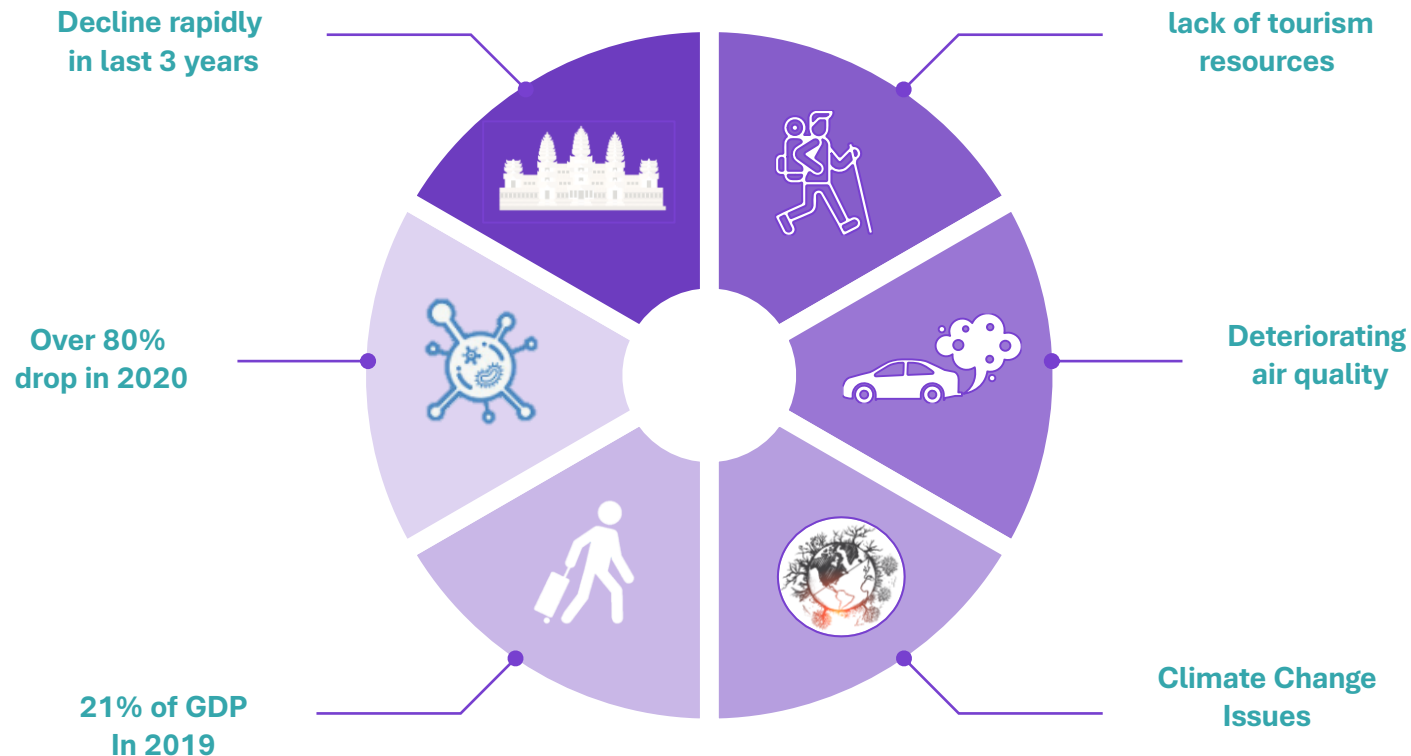 Decline rapidly
in last 3 years
lack of tourism
resources
Over 80%
drop in 2020
Deteriorating
air quality
21% of GDP
In 2019
Climate Change
Issues